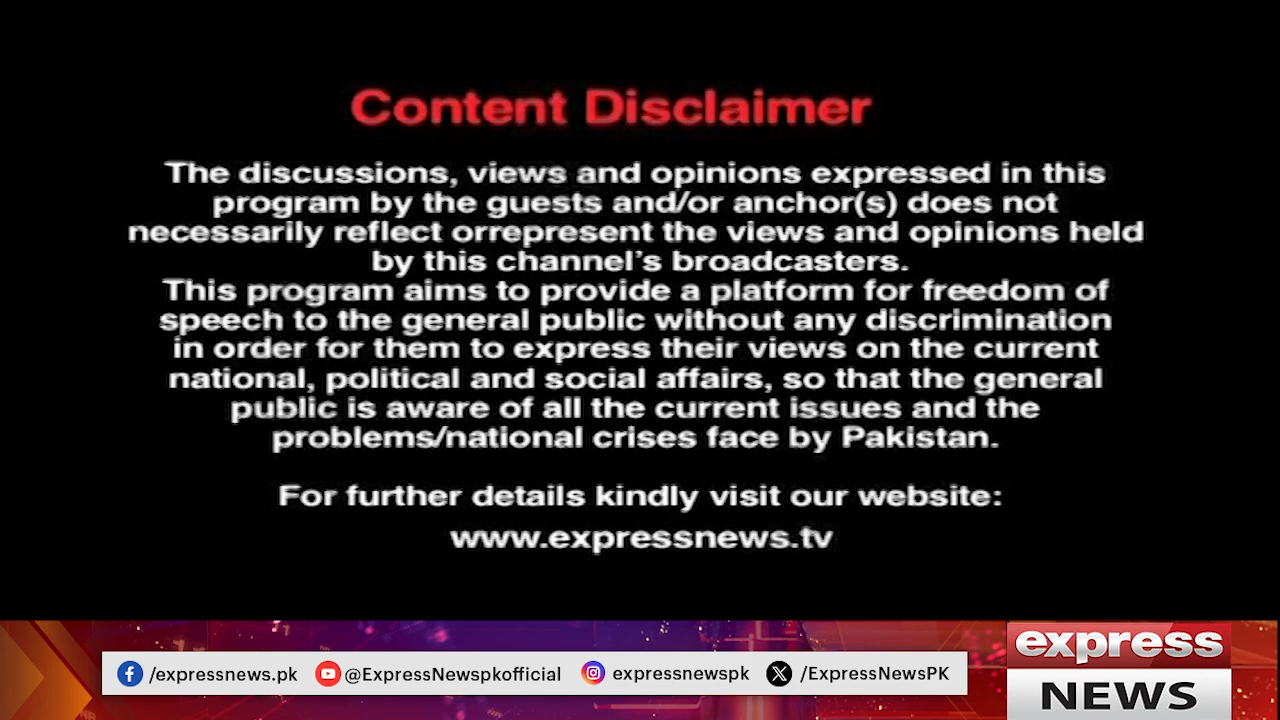 Content Disclaimer
The discussions, views and opinions expressed in this
program by the guests and/or anchor(s) does not
necessarily reflect orrepresent the views and opinions held
by this channel’s broadcasters.
This program aims to provide a platform for freedom of
speech to the general public without any discrimination
in order for them to express their views on the current
national, political and social affairs, so that the general
public is aware of all the current issues and the
problems/national crises face by Pakistan.
For further details kindly visit our website:
www.expressnews.tv
/expressnews.pk @ExpressNewspkofficial expressnewspk /ExpressNewsPK
express
NEWS